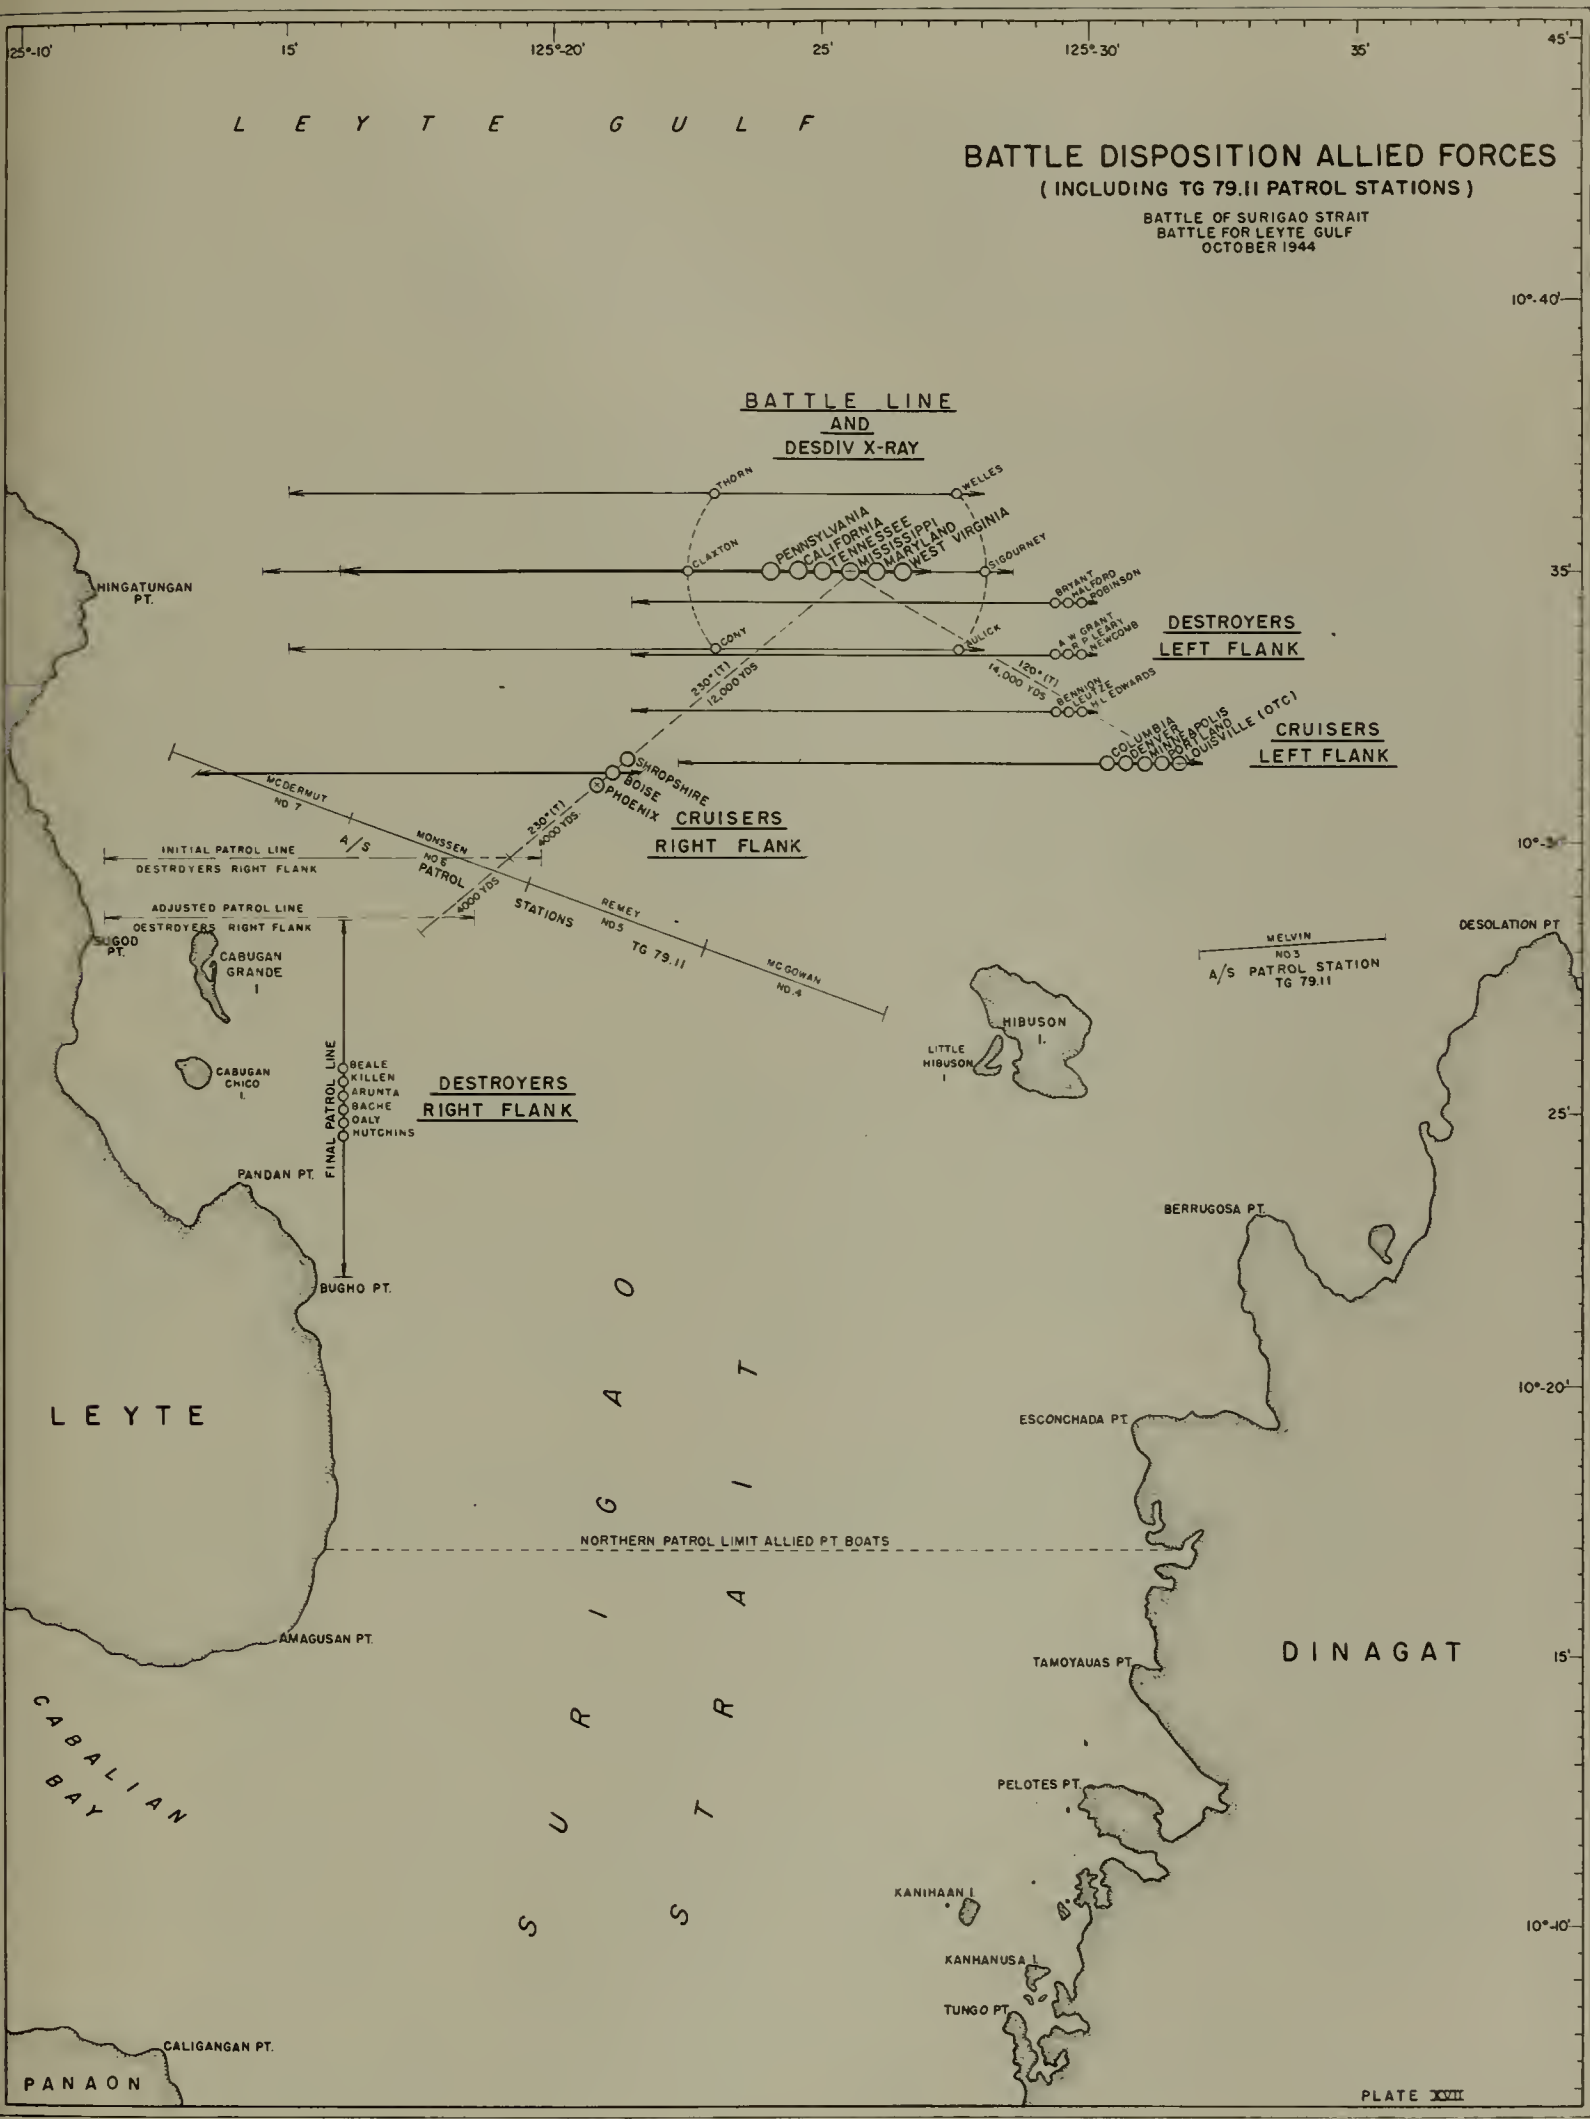 25°-10'
15'
125°-20'
25'
125°-30'
35'
45'
LEYTE GULF
BATTLE DISPOSITION ALLIED FORCES
(INCLUDING TG 79.11 PATROL STATIONS)
BATTLE OF SURIGAO STRAIT
BATTLE FOR LEYTE GULF
OCTOBER 1944
10°-40'
BATTLE LINE
AND
DESDIV X-RAY
THORN
WELLES
PENNSYLVANIA
CALIFORNIA
TENNESSEE
MISSISSIPPI
MARYLAND
WEST VIRGINIA
CLAXTON
SIGOURNEY
35'
HINGATUNGAN
PT.
BRYANT
HALFORD
ROBINSON
CONY
AULICK
A W GRANT
R P LEARY
NEWCOMB
DESTROYERS
LEFT FLANK
230°(T)
12,000 YDS
120°(T)
14,000 YDS
BENNION
LEUTZE
H L EDWARDS
COLUMBIA
DENVER
MINNEAPOLIS
PORTLAND
LOUISVILLE (OTC)
CRUISERS
LEFT FLANK
SHROPSHIRE
BOISE
PHOENIX
CRUISERS
RIGHT FLANK
MCDERMUT
NO 7
A/S
MONSSEN
NO 6
PATROL
230°(T)
4000 YDS.
4000 YDS
INITIAL PATROL LINE
DESTROYERS RIGHT FLANK
STATIONS
REMEY
NO.5
TG 79.11
MC GOWAN
NO.4
ADJUSTED PATROL LINE
DESTROYERS RIGHT FLANK
SUGOD
PT.
CABUGAN
GRANDE
I
DESOLATION PT
MELVIN
NO 3
A/S PATROL STATION
TG 79.11
HIBUSON
I.
LITTLE
HIBUSON
I
CABUGAN
CHICO
I.
FINAL PATROL LINE
BEALE
KILLEN
ARUNTA
BACHE
DALY
HUTCHINS
DESTROYERS
RIGHT FLANK
25'
PANDAN PT.
BERRUGOSA PT.
BUGHO PT.
10°-20'
LEYTE
ESCONCHADA PT.
SURIGAO
STRAIT
NORTHERN PATROL LIMIT ALLIED PT BOATS
AMAGUSAN PT.
TAMOYAUAS PT.
DINAGAT
15'
CABALIAN
BAY
PELOTES PT.
KANIHAAN I.
10°-10'
KANHANUSA I.
TUNGO PT.
CALIGANGAN PT.
PANAON
PLATE XVII